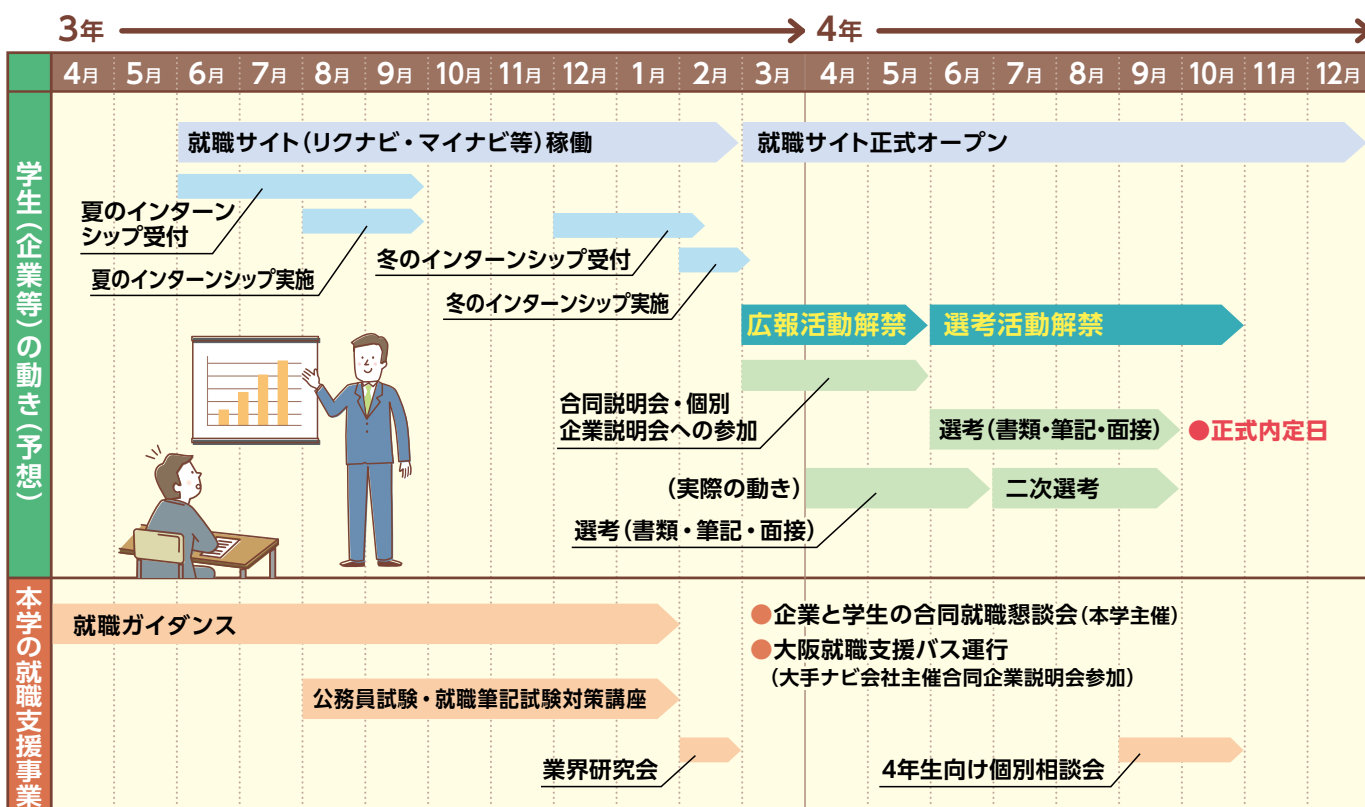 3年 4年
4月 5月 6月 7月 8月 9月 10月 11月 12月 1月 2月 3月 4月 5月 6月 7月 8月 9月 10月 11月 12月
学生(企業等)の動き(予想)
就職サイト(リクナビ・マイナビ等)稼働
就職サイト正式オープン
夏のインターン
シップ受付
夏のインターンシップ実施
冬のインターンシップ受付
冬のインターンシップ実施
広報活動解禁
選考活動解禁
合同説明会・個別
企業説明会への参加
選考(書類・筆記・面接)
●正式内定日
(実際の動き)
選考(書類・筆記・面接)
二次選考
本学の就職支援事業
就職ガイダンス
●企業と学生の合同就職懇談会(本学主催)
●大阪就職支援バス運行
(大手ナビ会社主催合同企業説明会参加)
公務員試験・就職筆記試験対策講座
業界研究会
4年生向け個別相談会